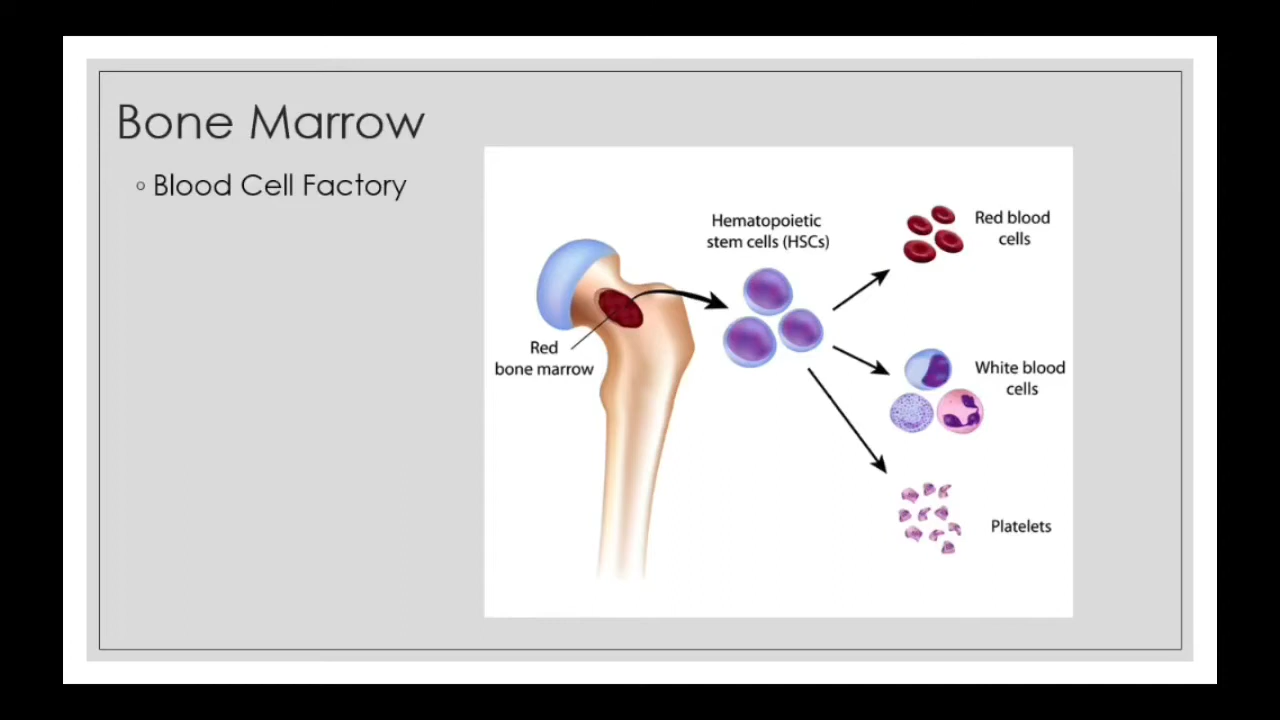 Bone Marrow
◦ Blood Cell Factory
Hematopoietic
stem cells (HSCs)
Red blood
cells
Red
bone marrow
White blood
cells
Platelets